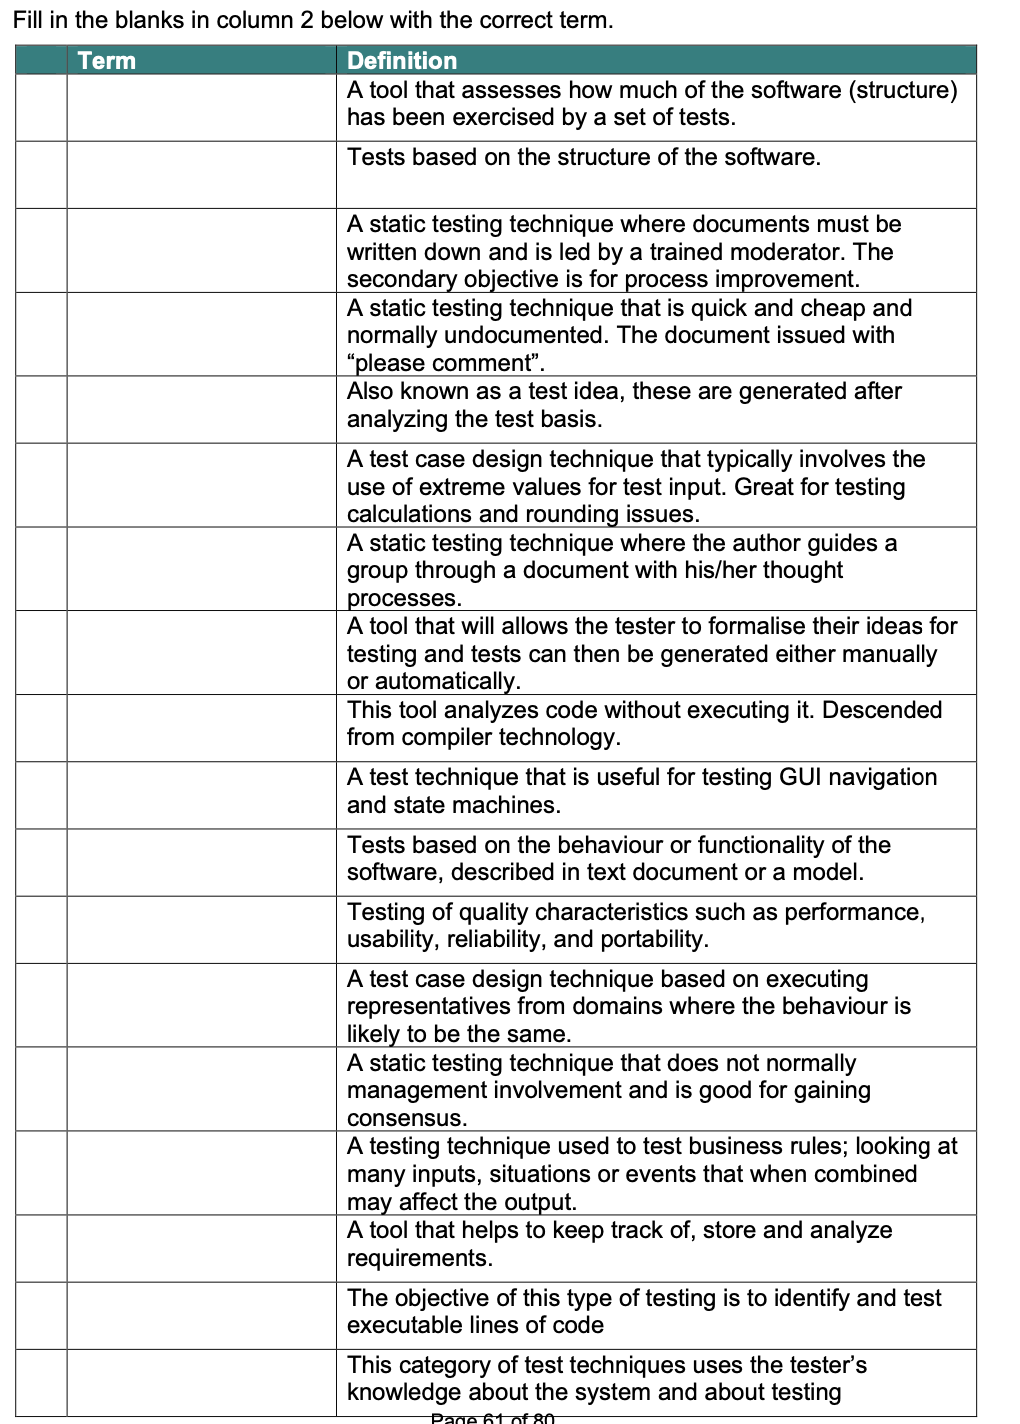 Fill in the blanks in column 2 below with the correct term.
Term Definition
A tool that assesses how much of the software (structure)
has been exercised by a set of tests.
Tests based on the structure of the software.
A static testing technique where documents must be
written down and is led by a trained moderator. The
secondary objective is for process improvement.
A static testing technique that is quick and cheap and
normally undocumented. The document issued with
“please comment”.
Also known as a test idea, these are generated after
analyzing the test basis.
A test case design technique that typically involves the
use of extreme values for test input. Great for testing
calculations and rounding issues.
A static testing technique where the author guides a
group through a document with his/her thought
processes.
A tool that will allows the tester to formalise their ideas for
testing and tests can then be generated either manually
or automatically.
This tool analyzes code without executing it. Descended
from compiler technology.
A test technique that is useful for testing GUI navigation
and state machines.
Tests based on the behaviour or functionality of the
software, described in text document or a model.
Testing of quality characteristics such as performance,
usability, reliability, and portability.
A test case design technique based on executing
representatives from domains where the behaviour is
likely to be the same.
A static testing technique that does not normally
management involvement and is good for gaining
consensus.
A testing technique used to test business rules; looking at
many inputs, situations or events that when combined
may affect the output.
A tool that helps to keep track of, store and analyze
requirements.
The objective of this type of testing is to identify and test
executable lines of code
This category of test techniques uses the tester’s
knowledge about the system and about testing
Page 61 of 80